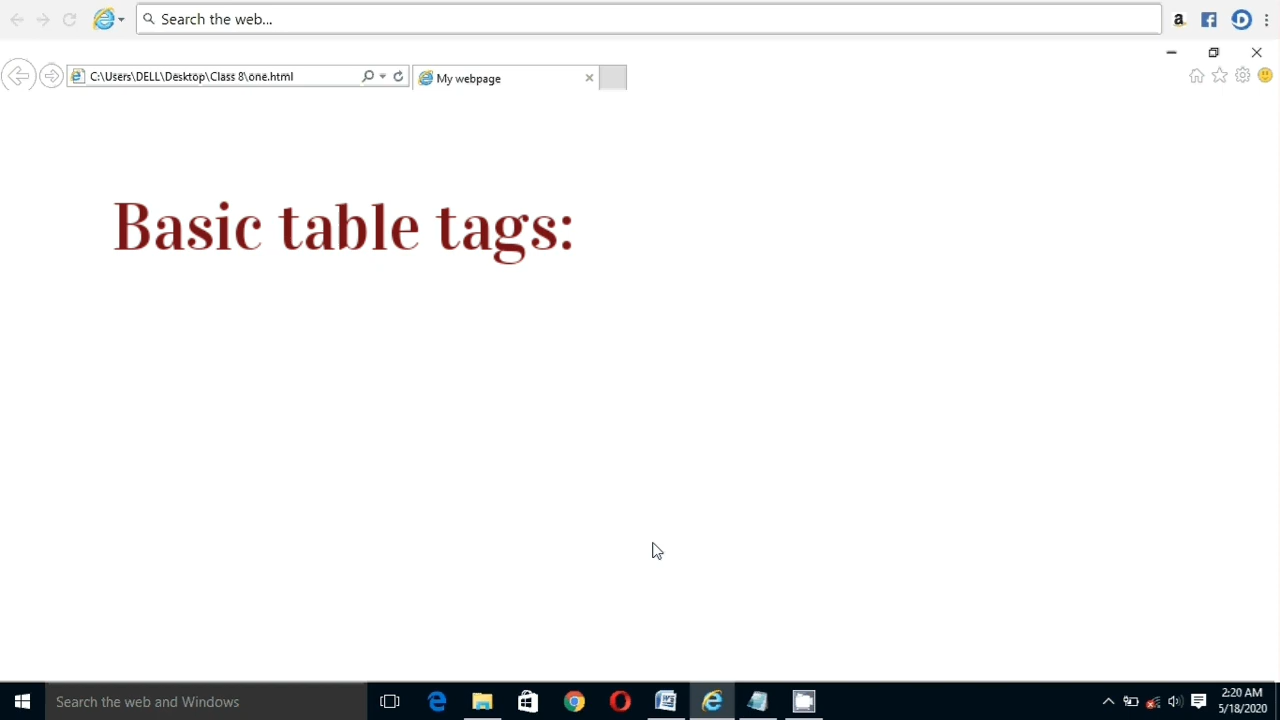 Search the web...
C:\Users\DELL\Desktop\Class 8\one.html
My webpage
Basic table tags:
Search the web and Windows
2:20 AM
5/18/2020